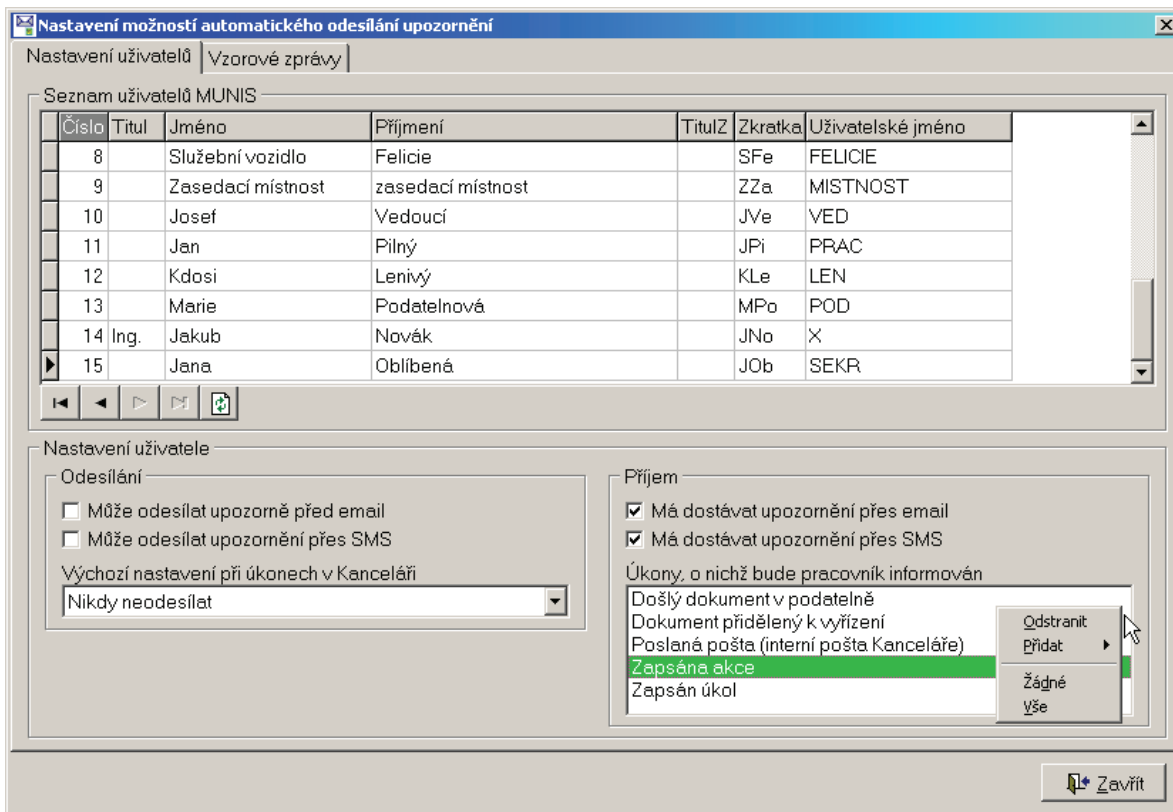 Nastavení možností automatického odesílání upozornění
Nastavení uživatelů Vzorové zprávy
Seznam uživatelů MUNIS
Číslo Titul Jméno Příjmení TitulZ Zkratka Uživatelské jméno
8 Služební vozidlo Felicie SFe FELICIE
9 Zasedací místnost zasedací místnost ZZa MISTNOST
10 Josef Vedoucí JVe VED
11 Jan Pilný JPi PRAC
12 Kdosi Lenivý KLe LEN
13 Marie Podatelnová MPo POD
14 Ing. Jakub Novák JNo X
15 Jana Oblíbená JOb SEKR
Nastavení uživatele
Odesílání
Může odesílat upozorně před email
Může odesílat upozornění přes SMS
Výchozí nastavení při úkonech v Kanceláři
Nikdy neodesílat
Příjem
Má dostávat upozornění přes email
Má dostávat upozornění přes SMS
Úkony, o nichž bude pracovník informován
Došlý dokument v podatelně
Dokument přidělený k vyřízení
Poslaná pošta (interní pošta Kanceláře)
Zapsána akce
Zapsán úkol
Odstranit
Přidat
Žádné
Vše
Zavřít